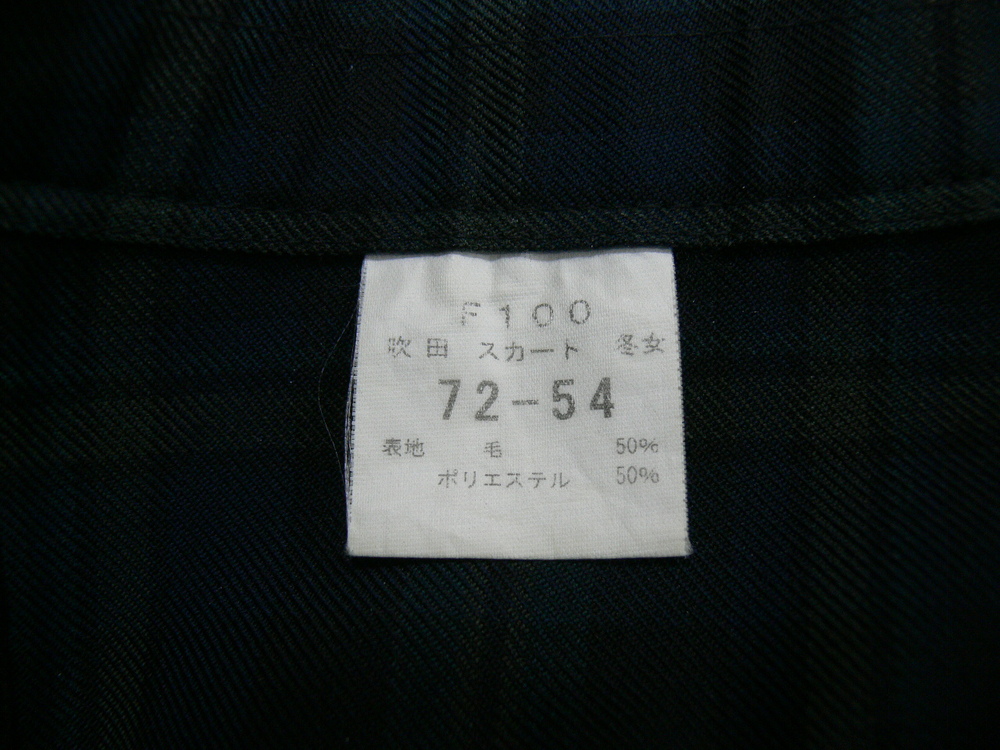 F100
吹田 スカート 冬女
72-54
表地 毛 50%
ポリエステル 50%